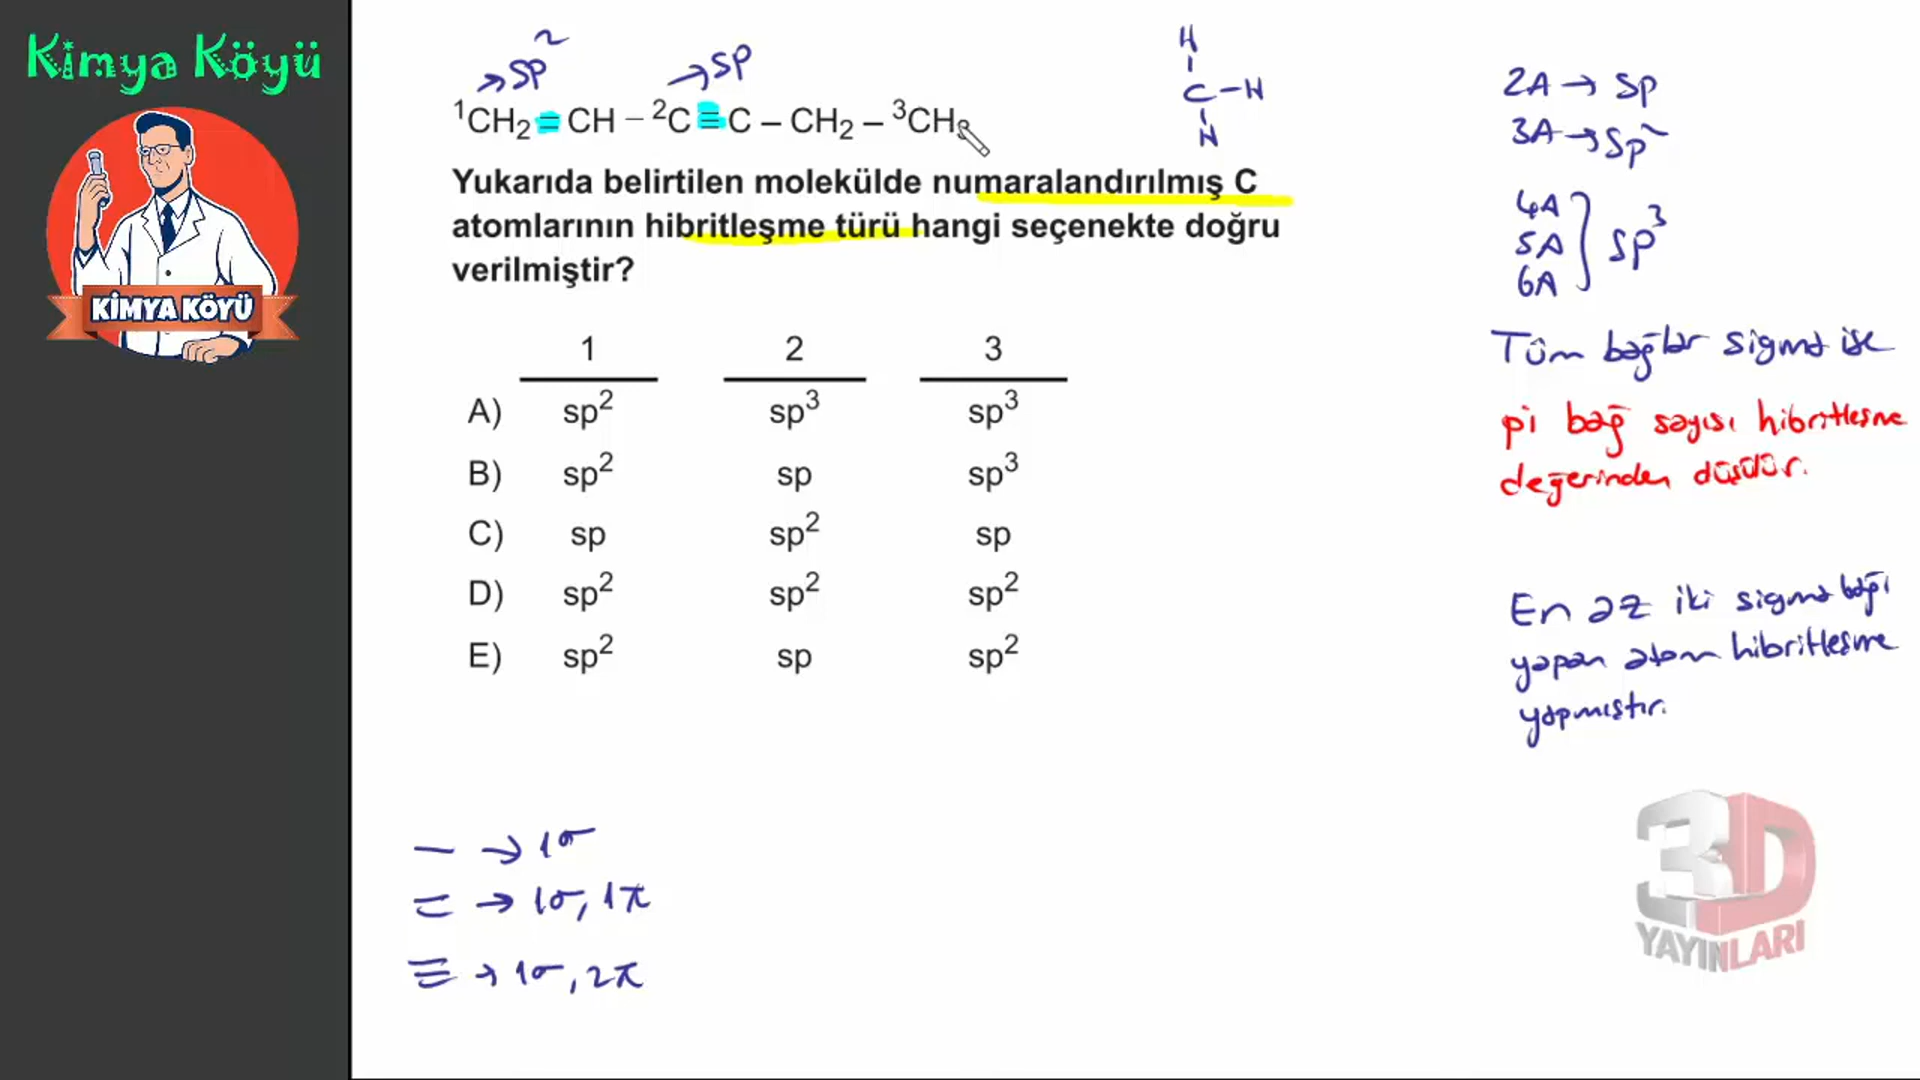 Kimya Köyü
KİMYA KÖYÜ
→ sp²
→ sp
¹CH₂ = CH – ²C ≡ C – CH₂ – ³CH₃
H
C – H
H
Yukarıda belirtilen molekülde numaralandırılmış C
atomlarının hibritleşme türü hangi seçenekte doğru
verilmiştir?
1 2 3
A) sp² sp³ sp³
B) sp² sp sp³
C) sp sp² sp
D) sp² sp² sp²
E) sp² sp sp²
— → 1σ
= → 1σ, 1π
≡ → 1σ, 2π
2A → sp
3A → sp²
4A
5A } sp³
6A
Tüm bağlar sigma ise
pi bağ sayısı hibritleşme
değerinden düşülür.
En az iki sigma bağı
yapan atom hibritleşme
yapmıştır.
3D
YAYINLARI